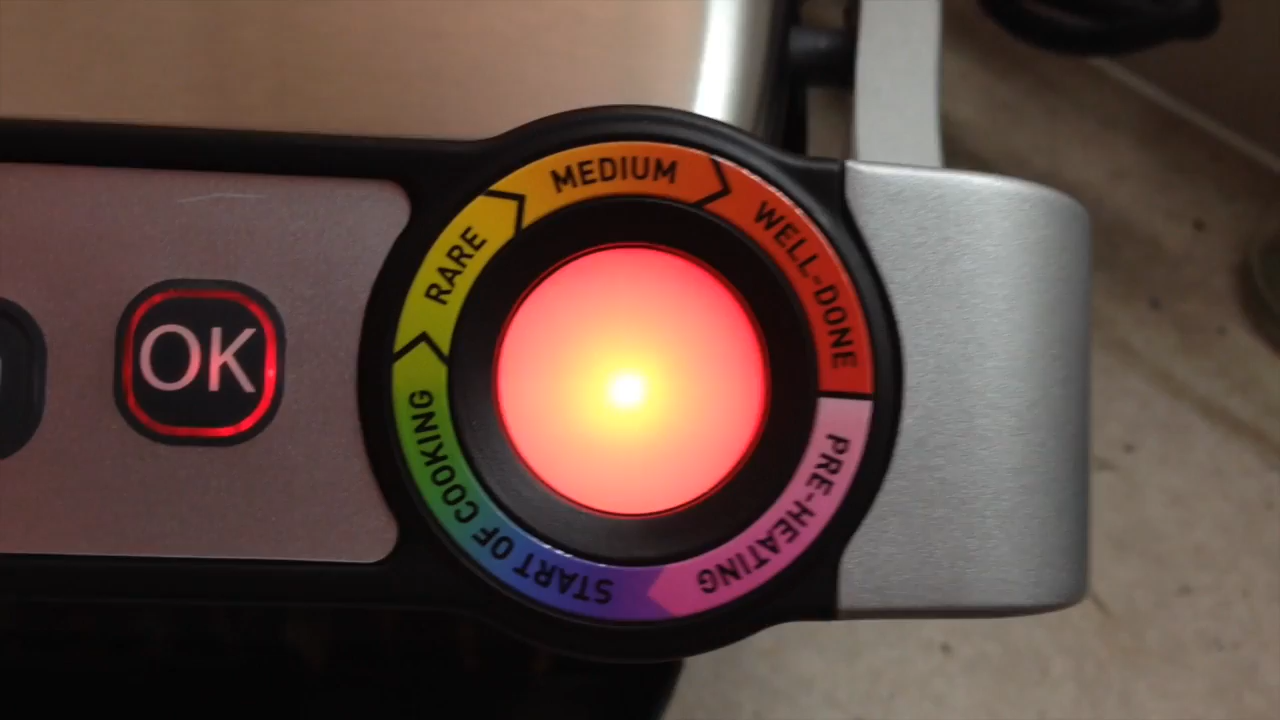 OK
PRE-HEATING
START OF COOKING
RARE
MEDIUM
WELL-DONE